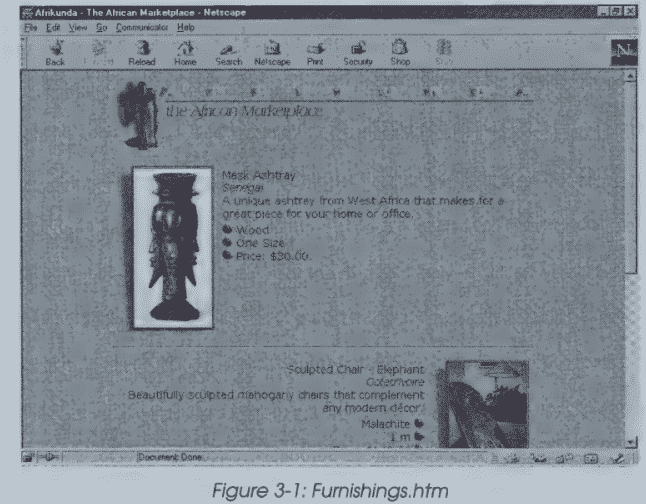 Afrikunda - The African Marketplace - Netscape
File Edit View Go Communicator Help
Back Reload Home Search Netscape Print Security Shop Stop
the African Marketplace
Mask Ashtray
Senegal
A unique ashtray from West Africa that makes for a
great piece for your home or office.
Wood
One Size
Price: $30.00.
Sculpted Chair - Elephant
Beautifully sculpted mahogany chairs that complement
any modern décor.
Malachite
1 m
Document: Done
Figure 3-1: Furnishings.htm